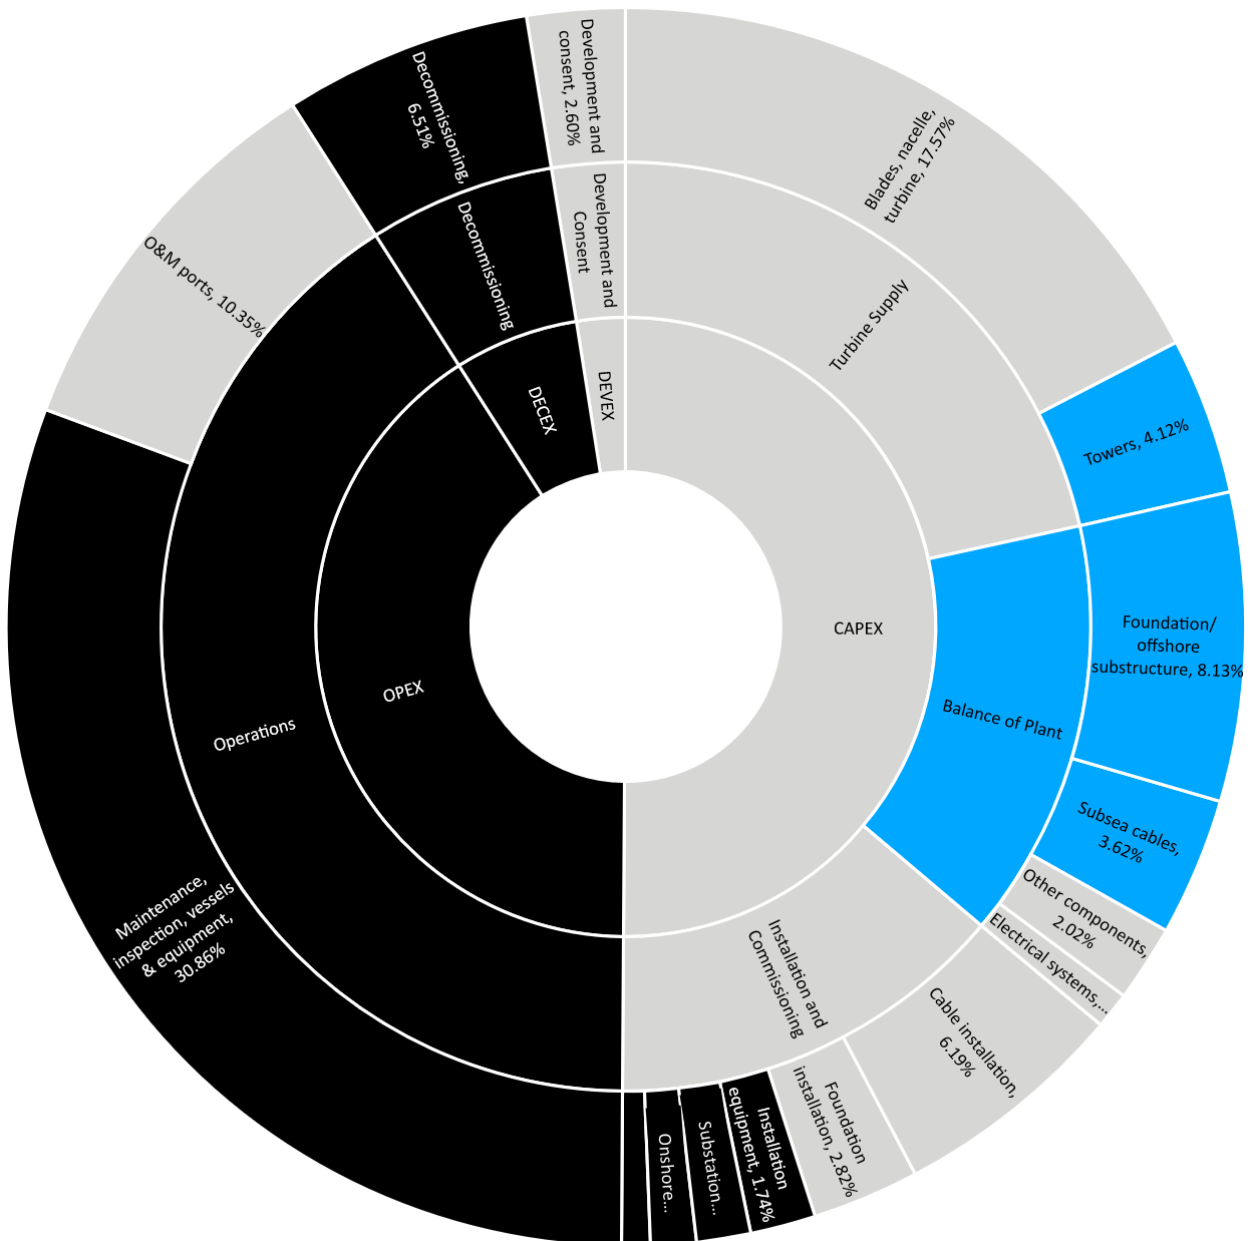 Development and
consent, 2.60%
Blades, nacelle,
turbine, 17.57%
Towers, 4.12%
Foundation/
offshore
substructure, 8.13%
Subsea cables,
3.62%
Other components,
2.02%
Electrical systems,...
Cable installation,
6.19%
Foundation
installation, 2.82%
Installation
equipment, 1.74%
Substation...
Onshore...
Maintenance,
inspection, vessels
& equipment,
30.86%
O&M ports, 10.35%
Decommissioning,
6.51%
Development and
Consent
Turbine Supply
Balance of Plant
Installation and
Commissioning
Operations
Decommissioning
DEVEX
CAPEX
OPEX
DECEX